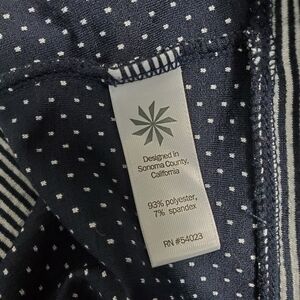 Designed in
Sonoma County,
California
93% polyester,
7% spandex
RN #54023